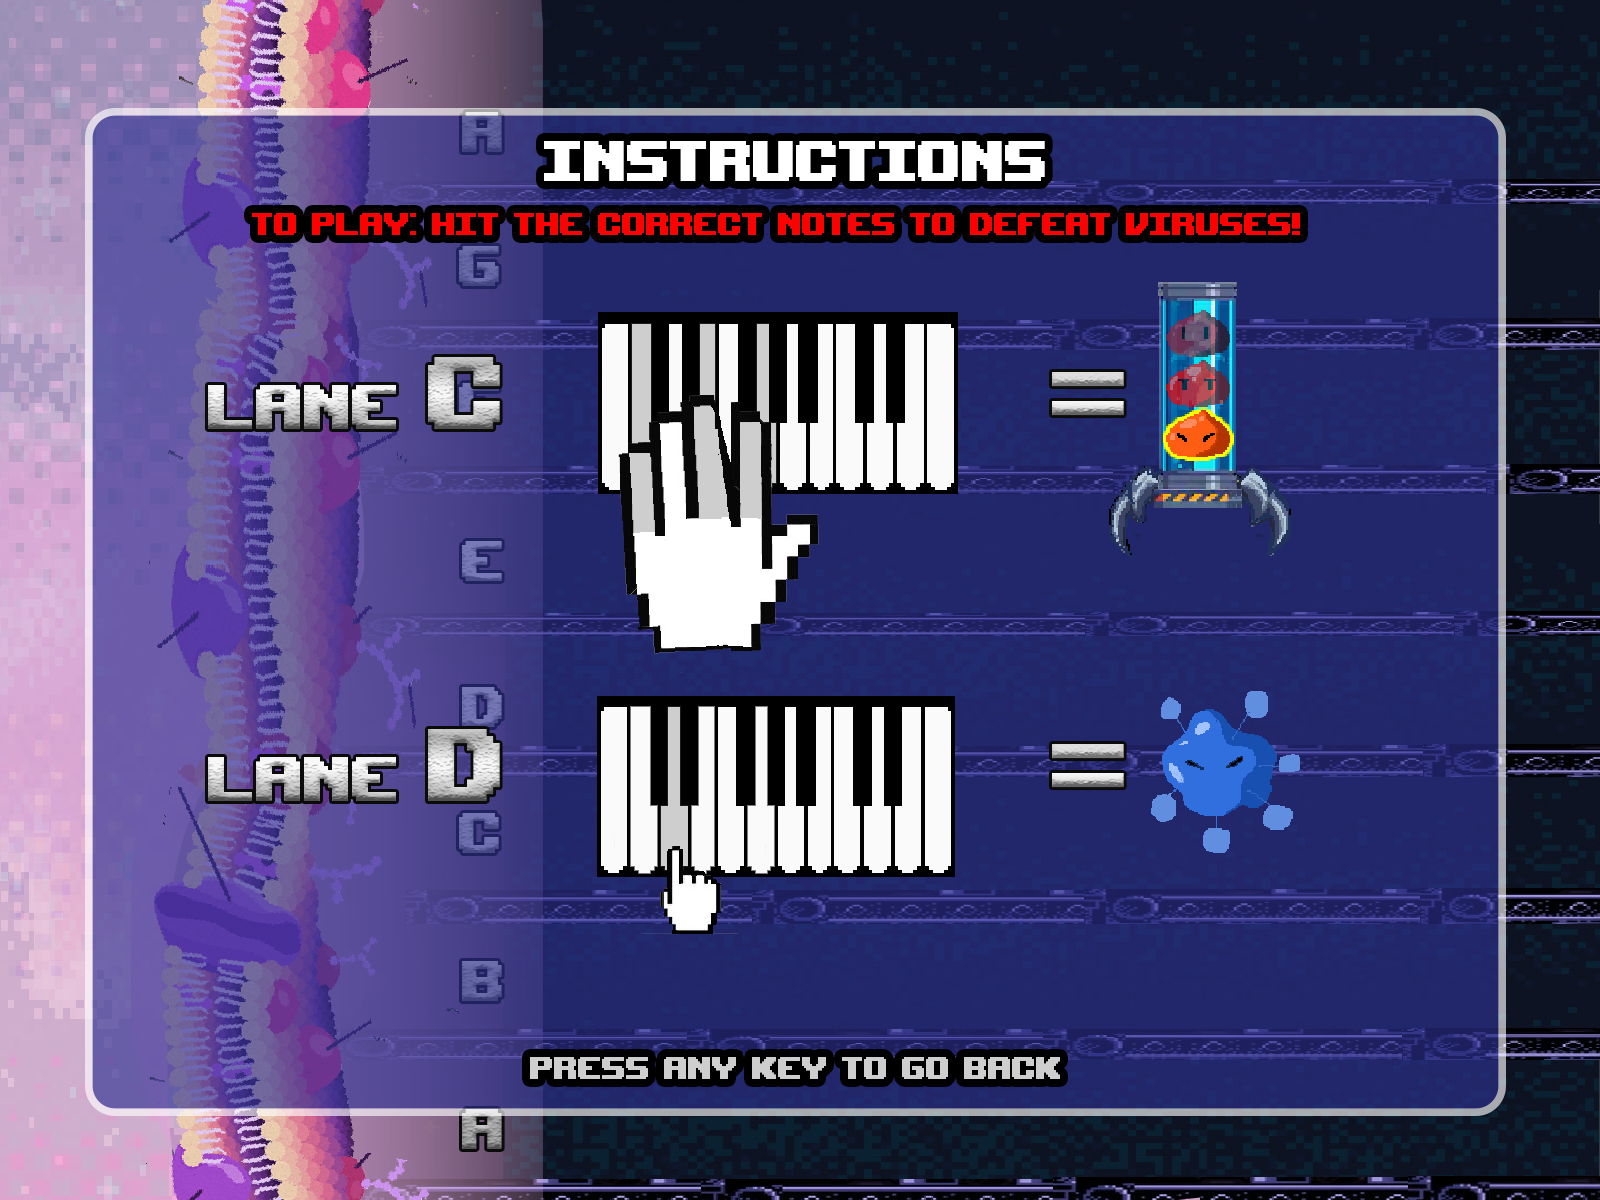 A
INSTRUCTIONS
TO PLAY: HIT THE CORRECT NOTES TO DEFEAT VIRUSES!
G
LANE C =
E
D
LANE D =
C
B
PRESS ANY KEY TO GO BACK
A